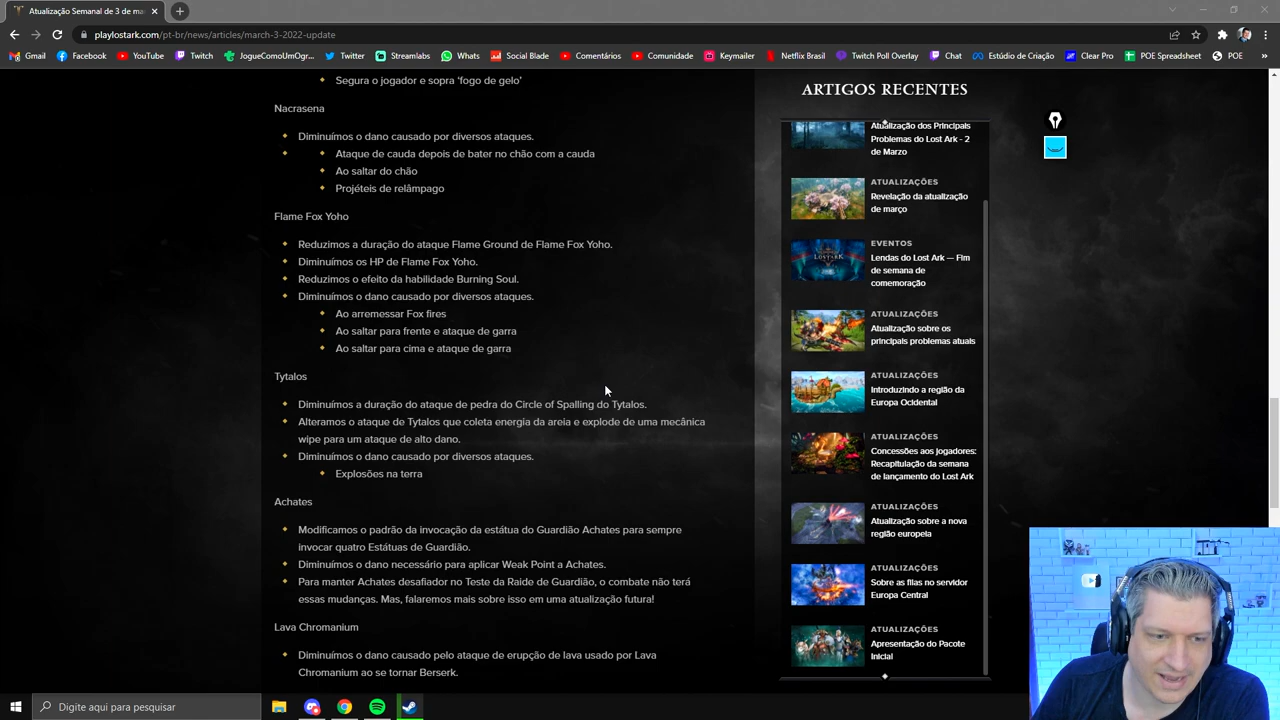 Atualização Semanal de 3 de ma
playlostark.com/pt-br/news/articles/march-3-2022-update
Gmail
Facebook
YouTube
Twitch
JogueComoUmOgr...
Twitter
Streamlabs
Whats
Social Blade
Comentários
Comunidade
Keymailer
Netflix Brasil
Twitch Poll Overlay
Chat
Estúdio de Criação
Clear Pro
POE Spreadsheet
POE
Segura o jogador e sopra ‘fogo de gelo’
Nacrasena
Diminuímos o dano causado por diversos ataques.
Ataque de cauda depois de bater no chão com a cauda
Ao saltar do chão
Projéteis de relâmpago
Flame Fox Yoho
Reduzimos a duração do ataque Flame Ground de Flame Fox Yoho.
Diminuímos os HP de Flame Fox Yoho.
Reduzimos o efeito da habilidade Burning Soul.
Diminuímos o dano causado por diversos ataques.
Ao arremessar Fox fires
Ao saltar para frente e ataque de garra
Ao saltar para cima e ataque de garra
Tytalos
Diminuímos a duração do ataque de pedra do Circle of Spalling do Tytalos.
Alteramos o ataque de Tytalos que coleta energia da areia e explode de uma mecânica
wipe para um ataque de alto dano.
Diminuímos o dano causado por diversos ataques.
Explosões na terra
Achates
Modificamos o padrão da invocação da estátua do Guardião Achates para sempre
invocar quatro Estátuas de Guardião.
Diminuímos o dano necessário para aplicar Weak Point a Achates.
Para manter Achates desafiador no Teste da Raide de Guardião, o combate não terá
essas mudanças. Mas, falaremos mais sobre isso em uma atualização futura!
Lava Chromanium
Diminuímos o dano causado pelo ataque de erupção de lava usado por Lava
Chromanium ao se tornar Berserk.
ARTIGOS RECENTES
Atualização dos Principais
Problemas do Lost Ark - 2
de Marzo
ATUALIZAÇÕES
Revelação da atualização
de março
EVENTOS
Lendas do Lost Ark — Fim
de semana de
comemoração
LOST ARK
ATUALIZAÇÕES
Atualização sobre os
principais problemas atuais
ATUALIZAÇÕES
Introduzindo a região da
Europa Ocidental
ATUALIZAÇÕES
Concessões aos jogadores:
Recapitulação da semana
de lançamento do Lost Ark
ATUALIZAÇÕES
Atualização sobre a nova
região europeia
ATUALIZAÇÕES
Sobre as filas no servidor
Europa Central
ATUALIZAÇÕES
Apresentação do Pacote
Inicial
Digite aqui para pesquisar